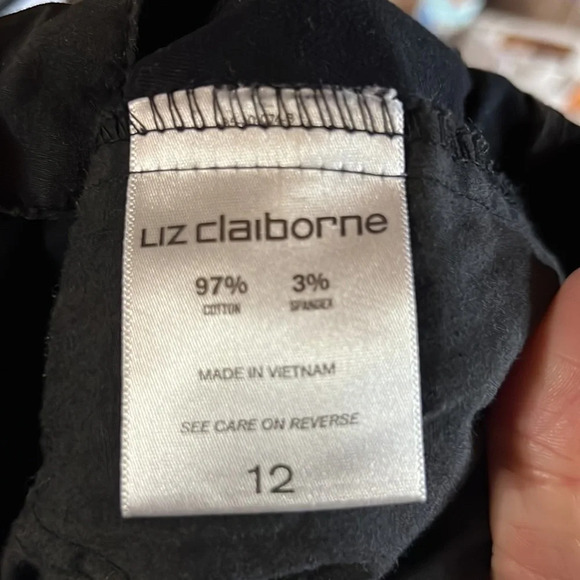 LIZ claiborne
97% 3%
COTTON SPANDEX
MADE IN VIETNAM
SEE CARE ON REVERSE
12